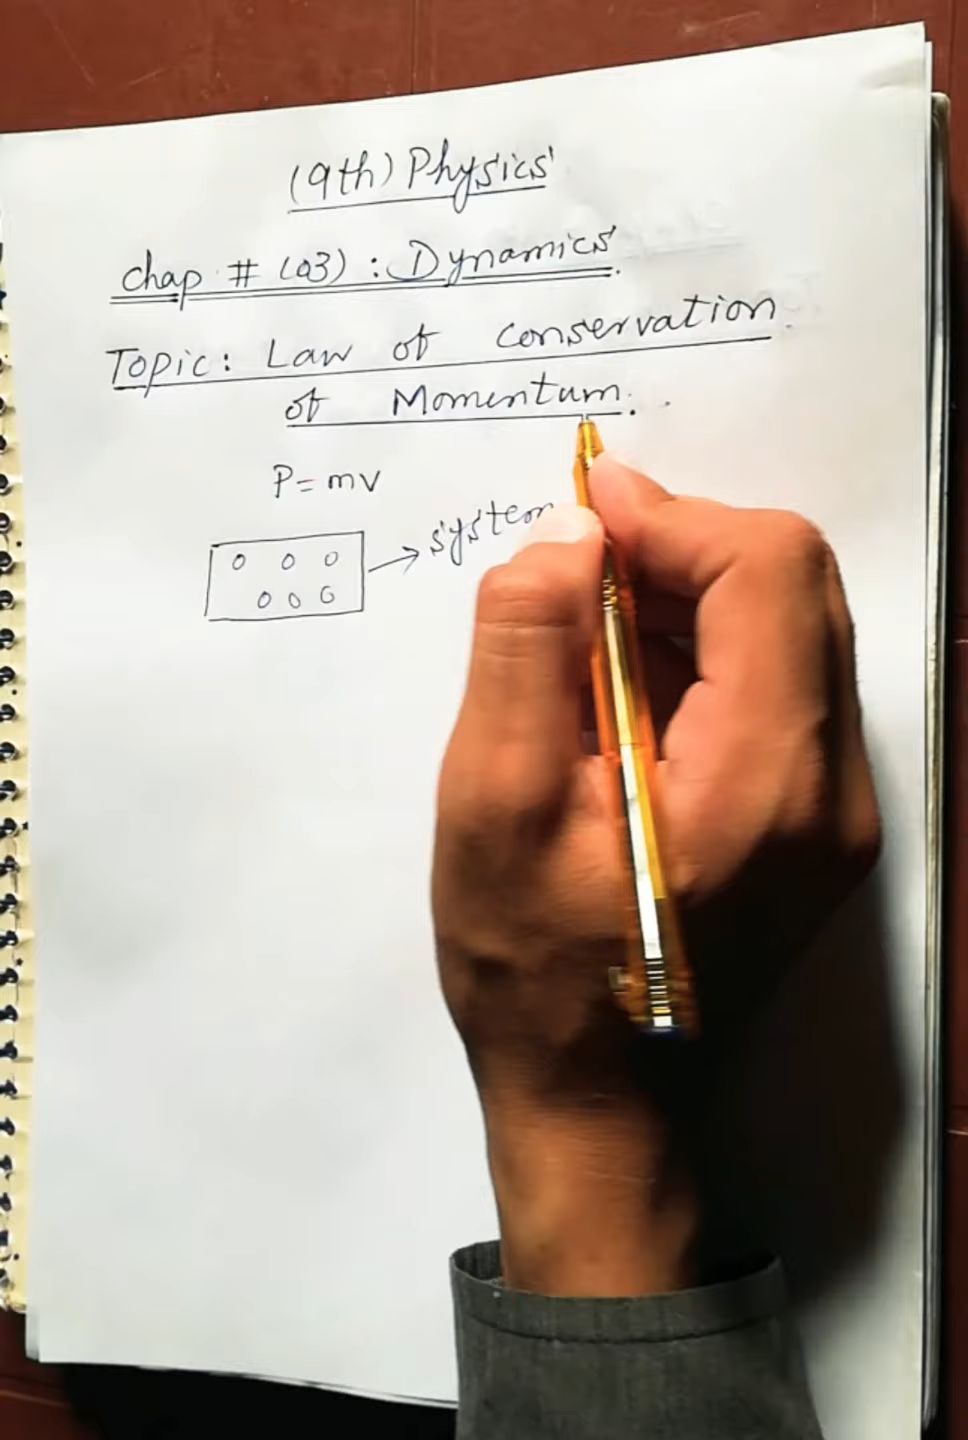 (9th) Physics
chap # (03) : Dynamics.
Topic: Law of conservation
of Momentum.
P = mv
→ system